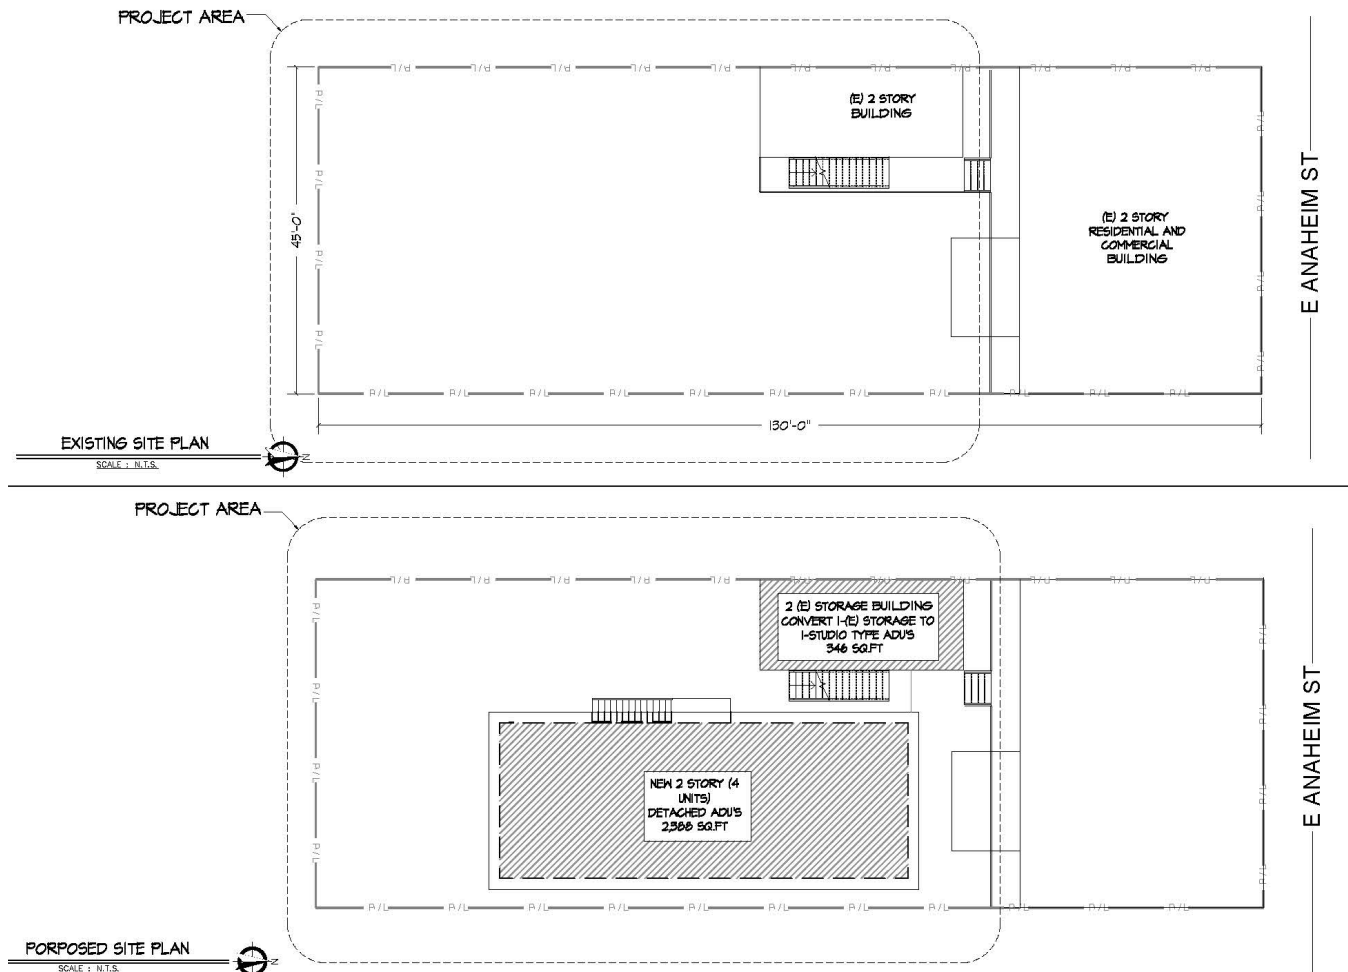 PROJECT AREA
P/L P/L P/L P/L P/L P/L P/L P/L P/L P/L P/L
(E) 2 STORY
BUILDING
P/L
P/L
P/L
P/L
45'-0"
(E) 2 STORY
RESIDENTIAL AND
COMMERCIAL
BUILDING
P/L
P/L
P/L
P/L
E ANAHEIM ST
P/L P/L P/L P/L P/L P/L P/L P/L P/L P/L P/L
130'-0"
EXISTING SITE PLAN
SCALE : N.T.S.
N
PROJECT AREA
P/L P/L P/L P/L P/L P/L P/L P/L P/L P/L P/L
2 (E) STORAGE BUILDING
CONVERT 1-(E) STORAGE TO
1-STUDIO TYPE ADU'S
346 SQ.FT
P/L
P/L
P/L
P/L
NEW 2 STORY (4
UNITS)
DETACHED ADU'S
2,388 SQ.FT
P/L
P/L
P/L
P/L
E ANAHEIM ST
P/L P/L P/L P/L P/L P/L P/L P/L P/L P/L P/L
PORPOSED SITE PLAN
SCALE : N.T.S.
N